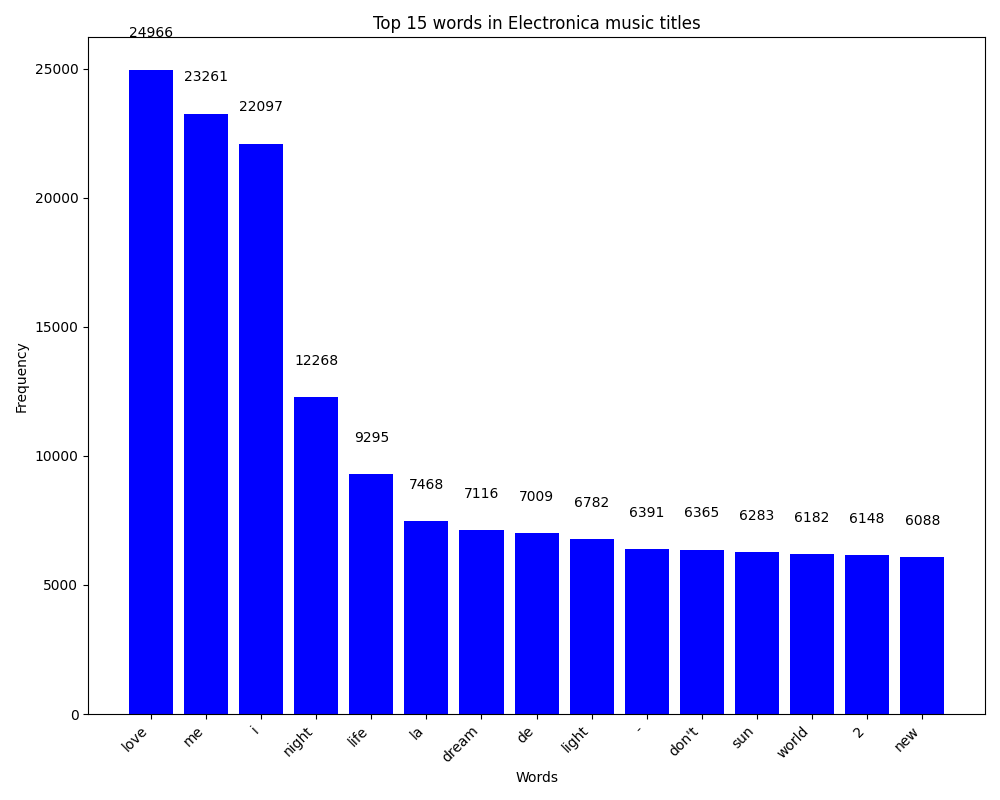 Top 15 words in Electronica music titles
24966
23261
22097
12268
9295
7468
7116
7009
6782
6391
6365
6283
6182
6148
6088
25000
20000
15000
10000
5000
0
Frequency
love
me
i
night
life
la
dream
de
light
-
don't
sun
world
2
new
Words